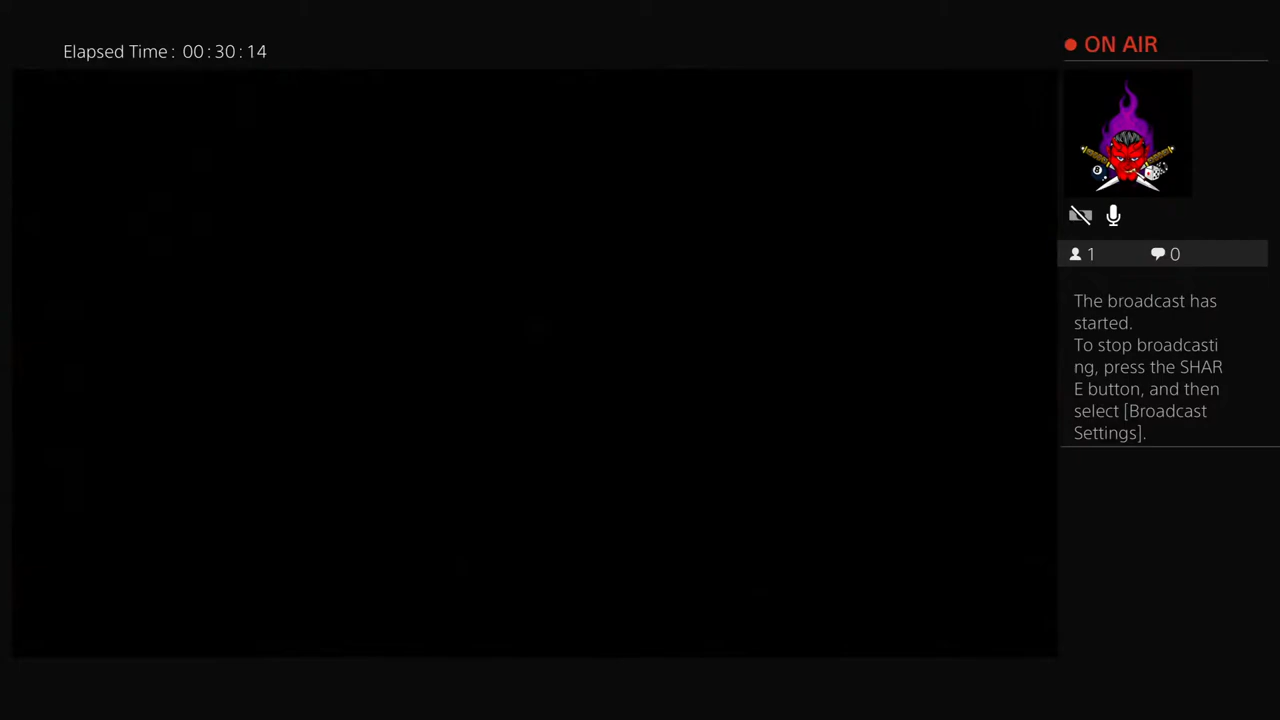 Elapsed Time: 00:30:14
ON AIR
8
1 0
The broadcast has
started.
To stop broadcasti
ng, press the SHAR
E button, and then
select [Broadcast
Settings].